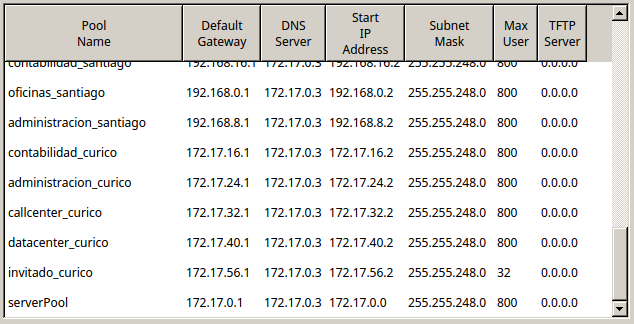 Pool Name Default Gateway DNS Server Start IP Address Subnet Mask Max User TFTP Server
contabilidad_santiago 192.168.16.1 172.17.0.3 192.168.16.2 255.255.248.0 800 0.0.0.0
oficinas_santiago 192.168.0.1 172.17.0.3 192.168.0.2 255.255.248.0 800 0.0.0.0
administracion_santiago 192.168.8.1 172.17.0.3 192.168.8.2 255.255.248.0 800 0.0.0.0
contabilidad_curico 172.17.16.1 172.17.0.3 172.17.16.2 255.255.248.0 800 0.0.0.0
administracion_curico 172.17.24.1 172.17.0.3 172.17.24.2 255.255.248.0 800 0.0.0.0
callcenter_curico 172.17.32.1 172.17.0.3 172.17.32.2 255.255.248.0 800 0.0.0.0
datacenter_curico 172.17.40.1 172.17.0.3 172.17.40.2 255.255.248.0 800 0.0.0.0
invitado_curico 172.17.56.1 172.17.0.3 172.17.56.2 255.255.248.0 32 0.0.0.0
serverPool 172.17.0.1 172.17.0.3 172.17.0.0 255.255.248.0 800 0.0.0.0